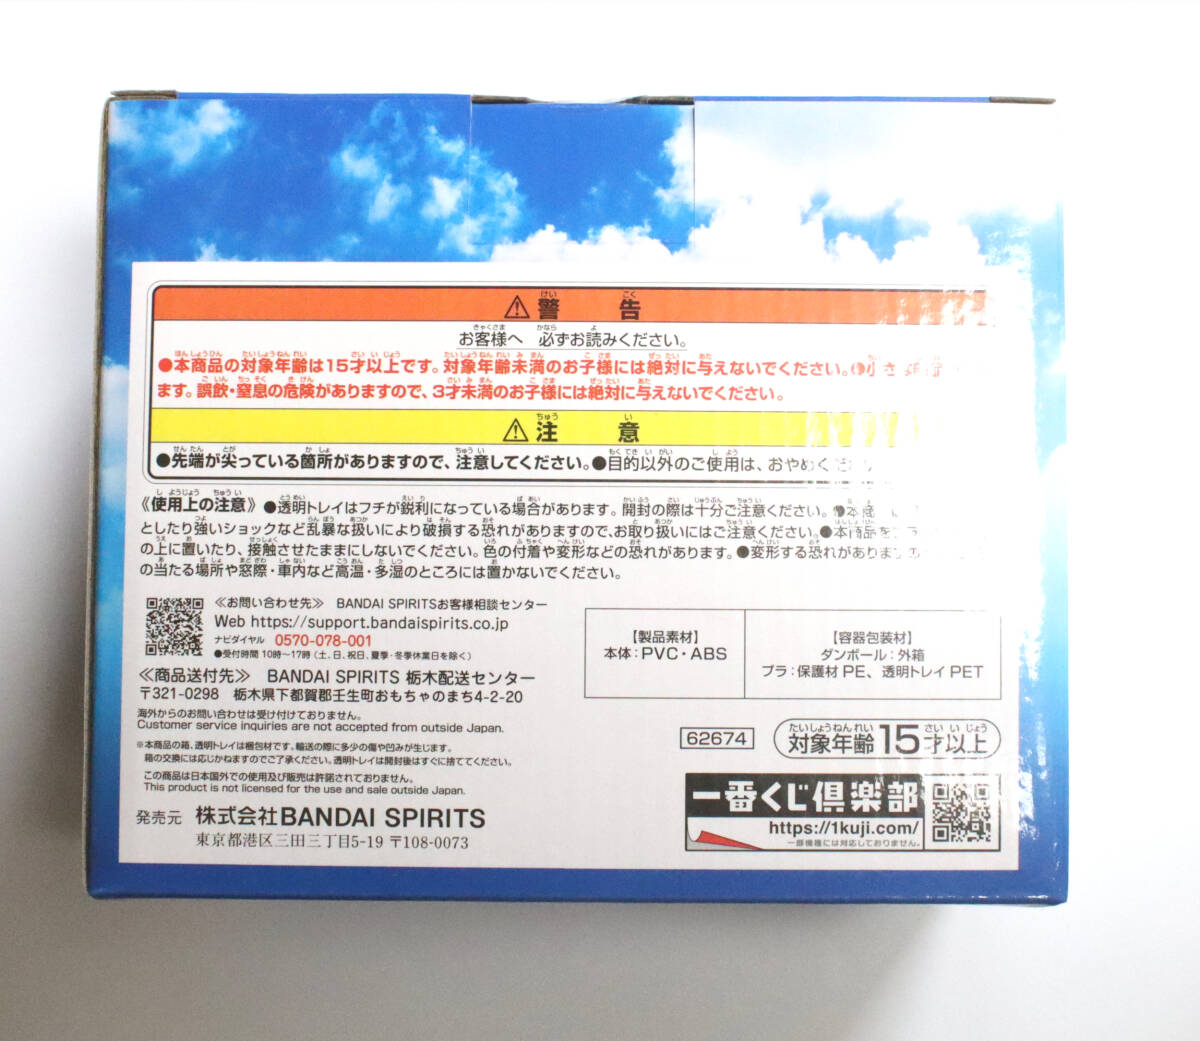 ⚠警告
お客様へ 必ずお読みください。
●本商品の対象年齢は15才以上です。対象年齢未満のお子様には絶対に与えないでください。●小さ
ます。誤飲・窒息の危険がありますので、3才未満のお子様には絶対に与えないでください。
⚠注意
●先端が尖っている箇所がありますので、注意してください。●目的以外のご使用は、おやめく
《使用上の注意》●透明トレイはフチが鋭利になっている場合があります。開封の際は十分ご注意ください。●本商
としたり強いショックなど乱暴な扱いにより破損する恐れがありますので、お取り扱いにはご注意ください。●本商品を
の上に置いたり、接触させたままにしないでください。色の付着や変形などの恐れがあります。●変形する恐れがあります
の当たる場所や窓際・車内など高温・多湿のところには置かないでください。
≪お問い合わせ先≫ BANDAI SPIRITSお客様相談センター
Web https://support.bandaispirits.co.jp
ナビダイヤル 0570-078-001
●受付時間 10時〜17時(土、日、祝日、夏季・冬季休業日を除く)
≪商品送付先≫ BANDAI SPIRITS 栃木配送センター
〒321-0298 栃木県下都賀郡壬生町おもちゃのまち4-2-20
海外からのお問い合わせは受け付けておりません。
Customer service inquiries are not accepted from outside Japan.
※本商品の箱、透明トレイは梱包材です。輸送の際に多少の傷や凹みが生じます。
箱の交換には応じかねますのでご了承ください。透明トレイは開封後はすぐに捨ててください。
この商品は日本国外での使用及び販売は許諾されておりません。
This product is not licensed for the use and sale outside Japan.
発売元 株式会社BANDAI SPIRITS
東京都港区三田三丁目5-19 〒108-0073
【製品素材】
本体：PVC・ABS
【容器包装材】
ダンボール：外箱
プラ：保護材 PE、透明トレイ PET
62674
対象年齢 15才以上
一番くじ倶楽部
https://1kuji.com/
一部機種には対応しておりません。